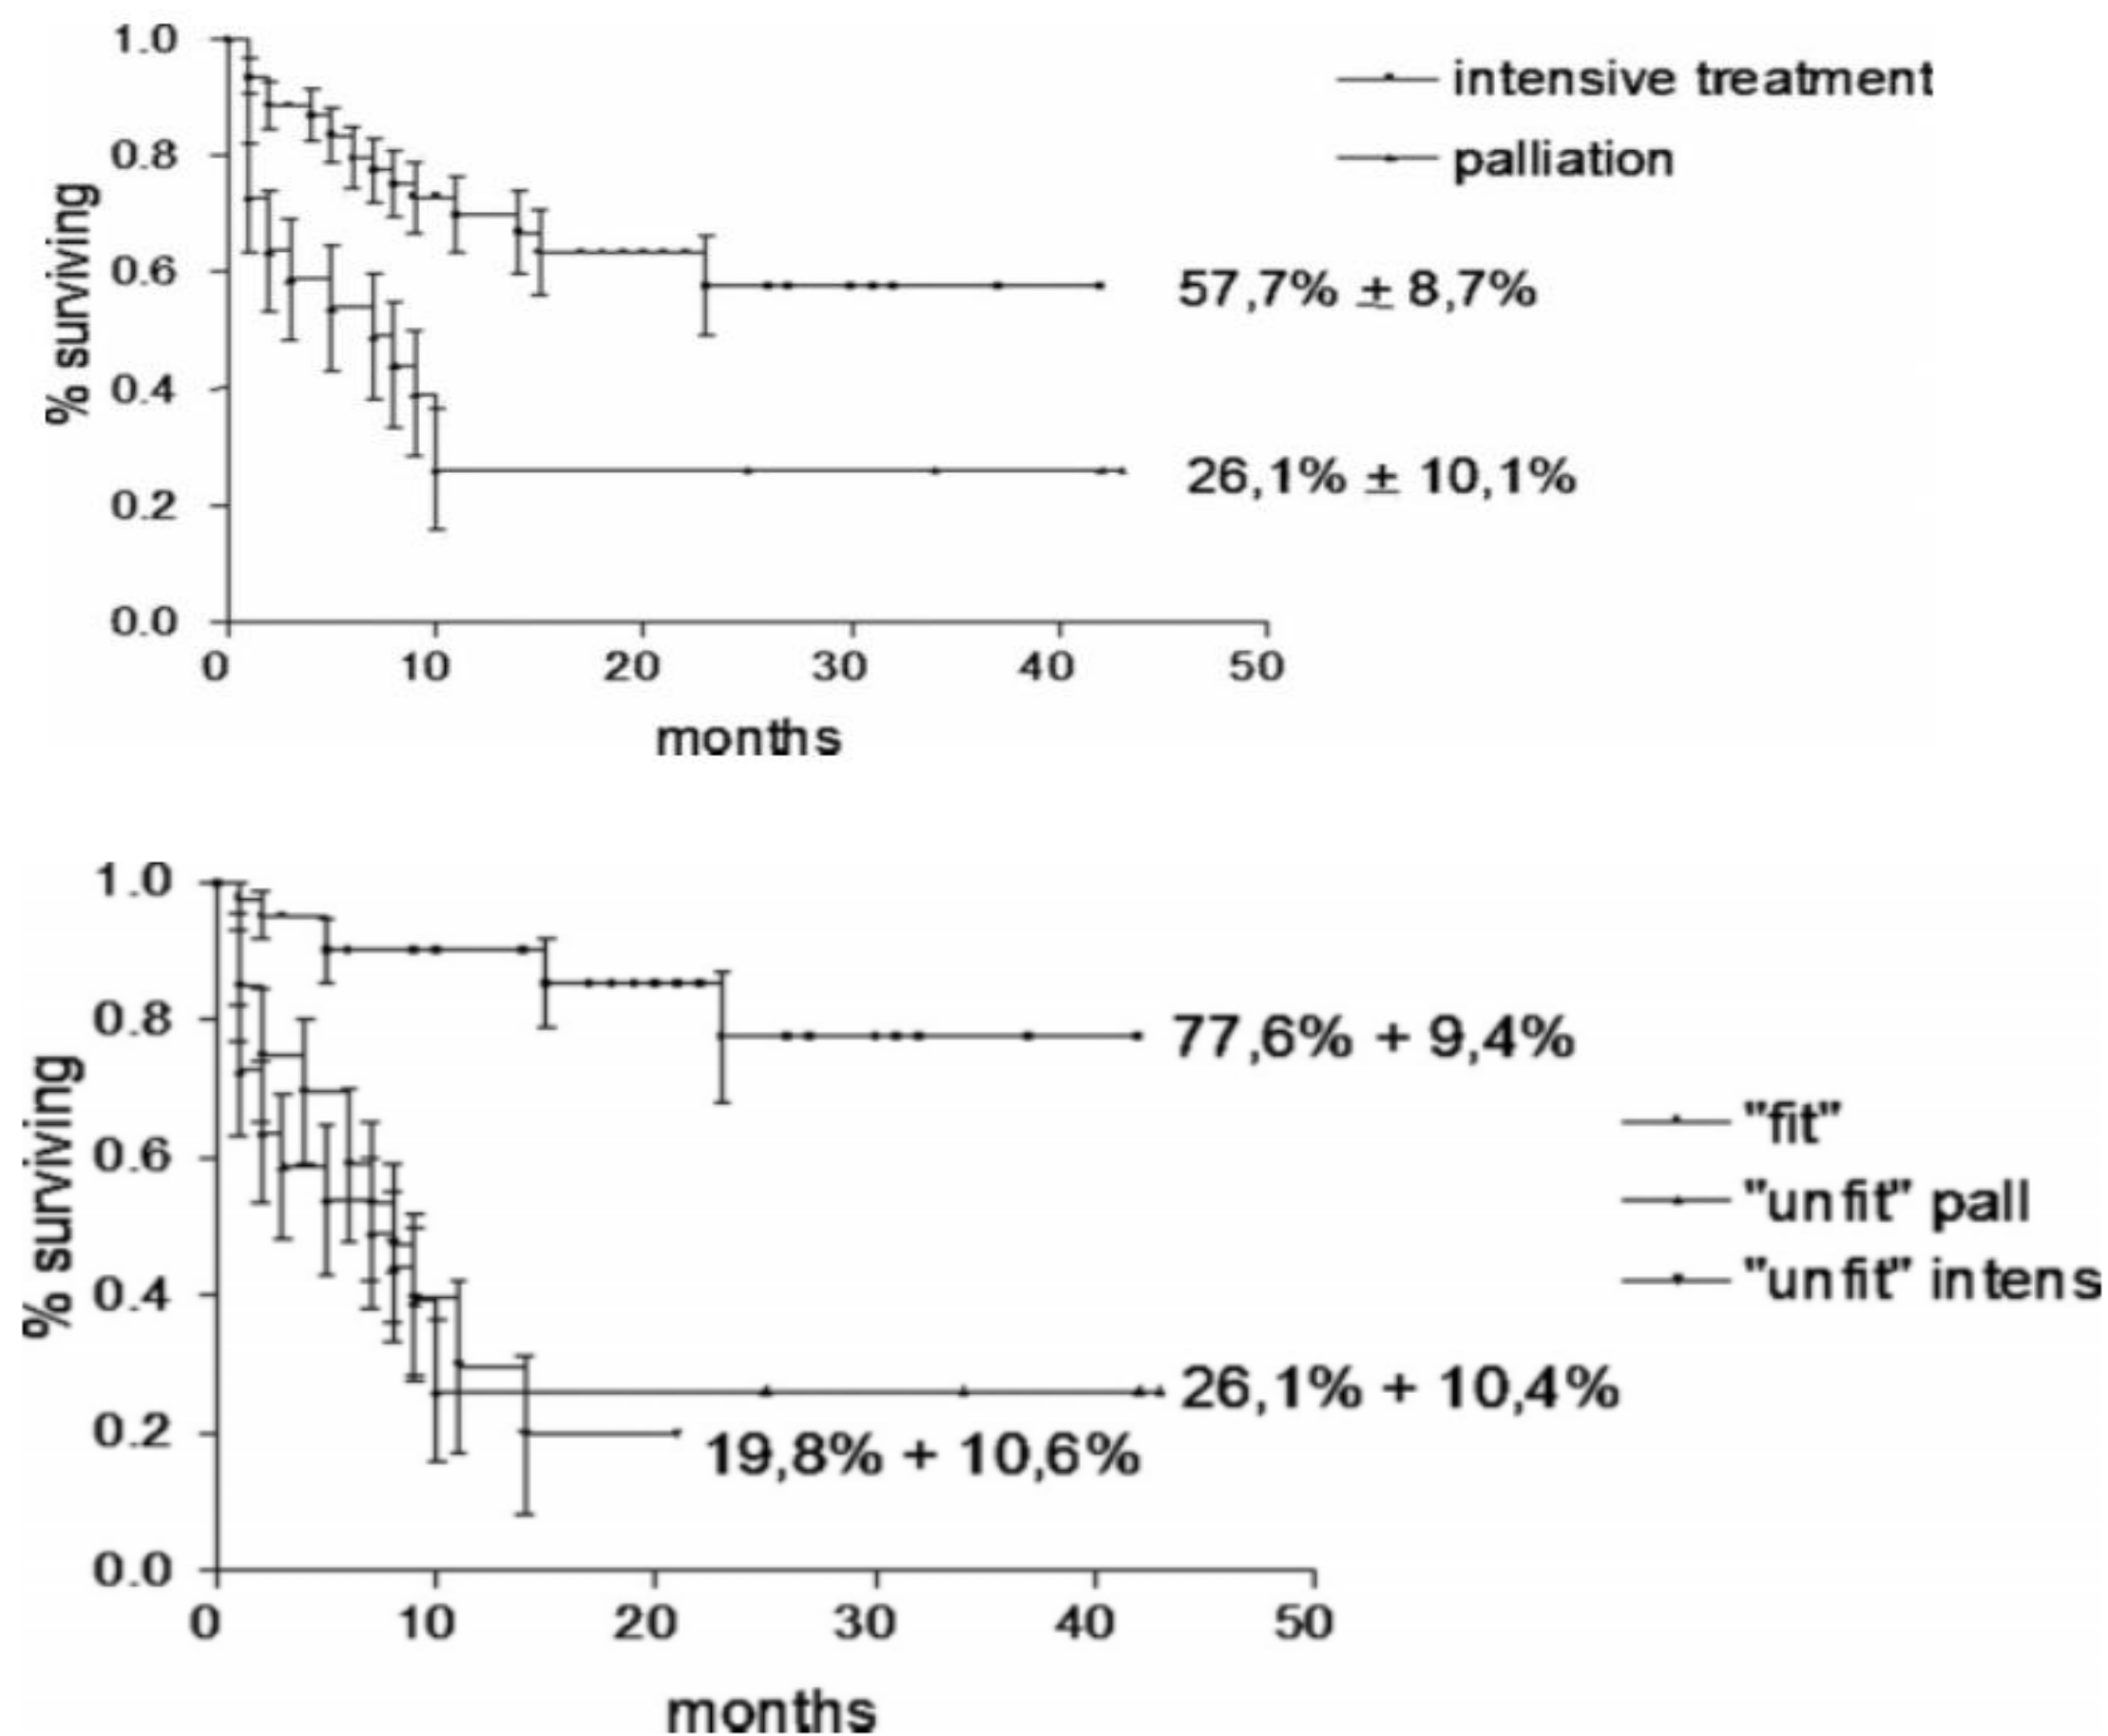 1.0
0.8
0.6
0.4
0.2
0.0
% surviving
0 10 20 30 40 50
months
intensive treatment
palliation
57,7% ± 8,7%
26,1% ± 10,1%
1.0
0.8
0.6
0.4
0.2
0.0
% surviving
0 10 20 30 40 50
months
77,6% + 9,4%
"fit"
"unfit" pall
"unfit" intens
26,1% + 10,4%
19,8% + 10,6%